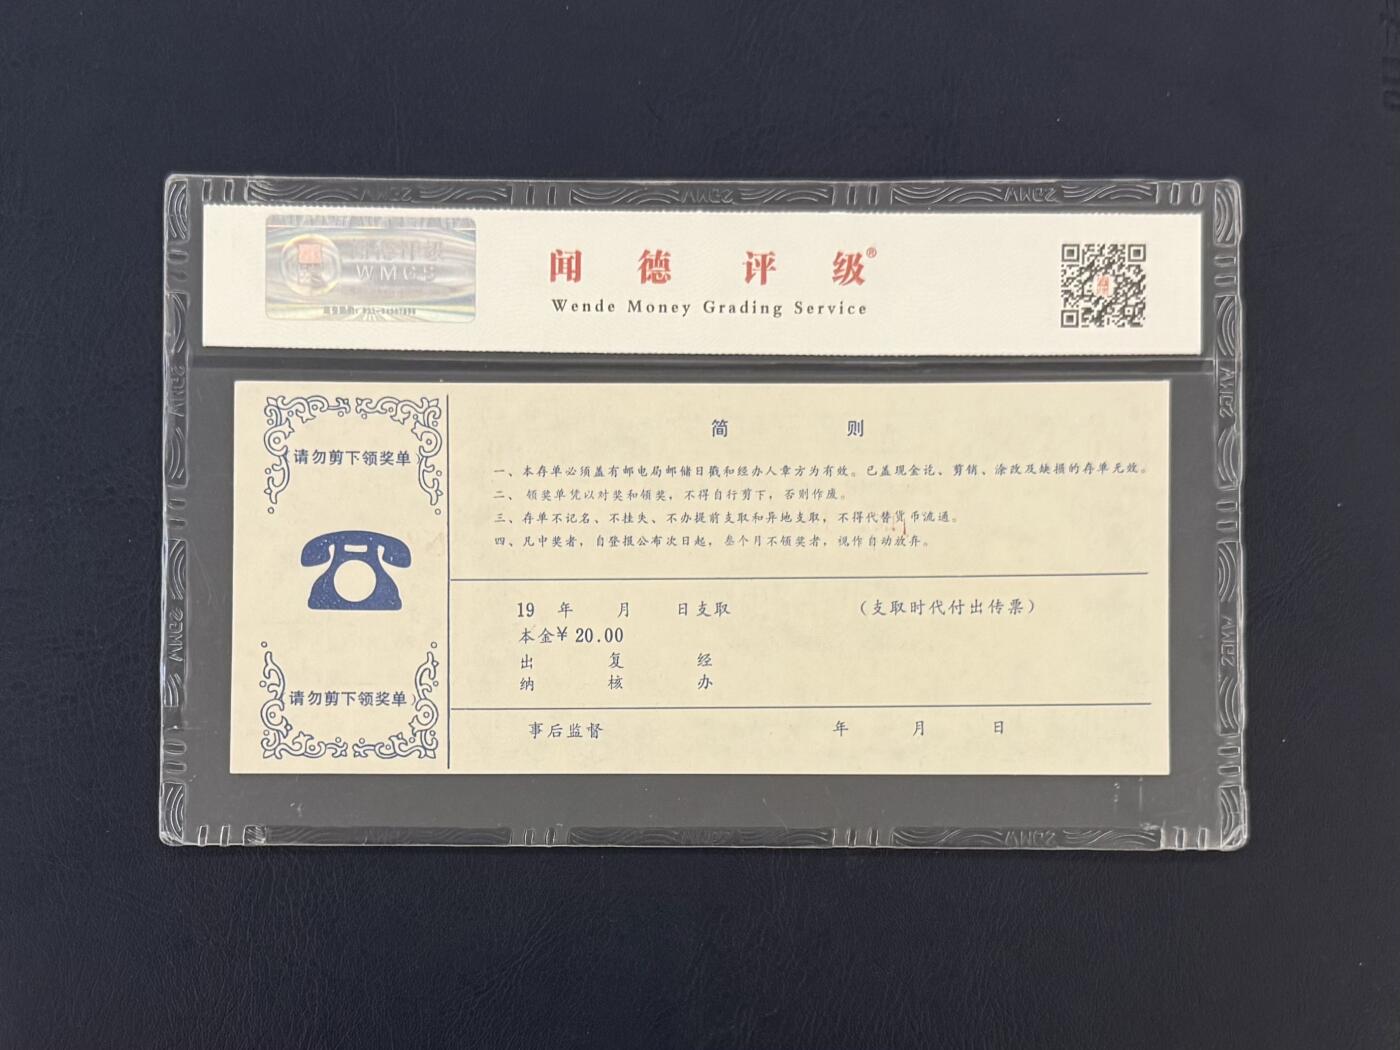 闻德评级
WMGS
闻德评级®
Wende Money Grading Service
请勿剪下领奖单
请勿剪下领奖单
简则
一、本存单必须盖有邮电局邮储日戳和经办人章方为有效。已盖现金讫、剪销、涂改及缺损的存单无效。
二、领奖单凭以对奖和领奖，不得自行剪下，否则作废。
三、存单不记名、不挂失、不办提前支取和异地支取，不得代替货币流通。
四、凡中奖者，自登报公布次日起，叁个月不领奖者，视作自动放弃。
19 年 月 日支取 （支取时代付出传票）
本金¥ 20.00
出纳 复核 经办
事后监督 年 月 日